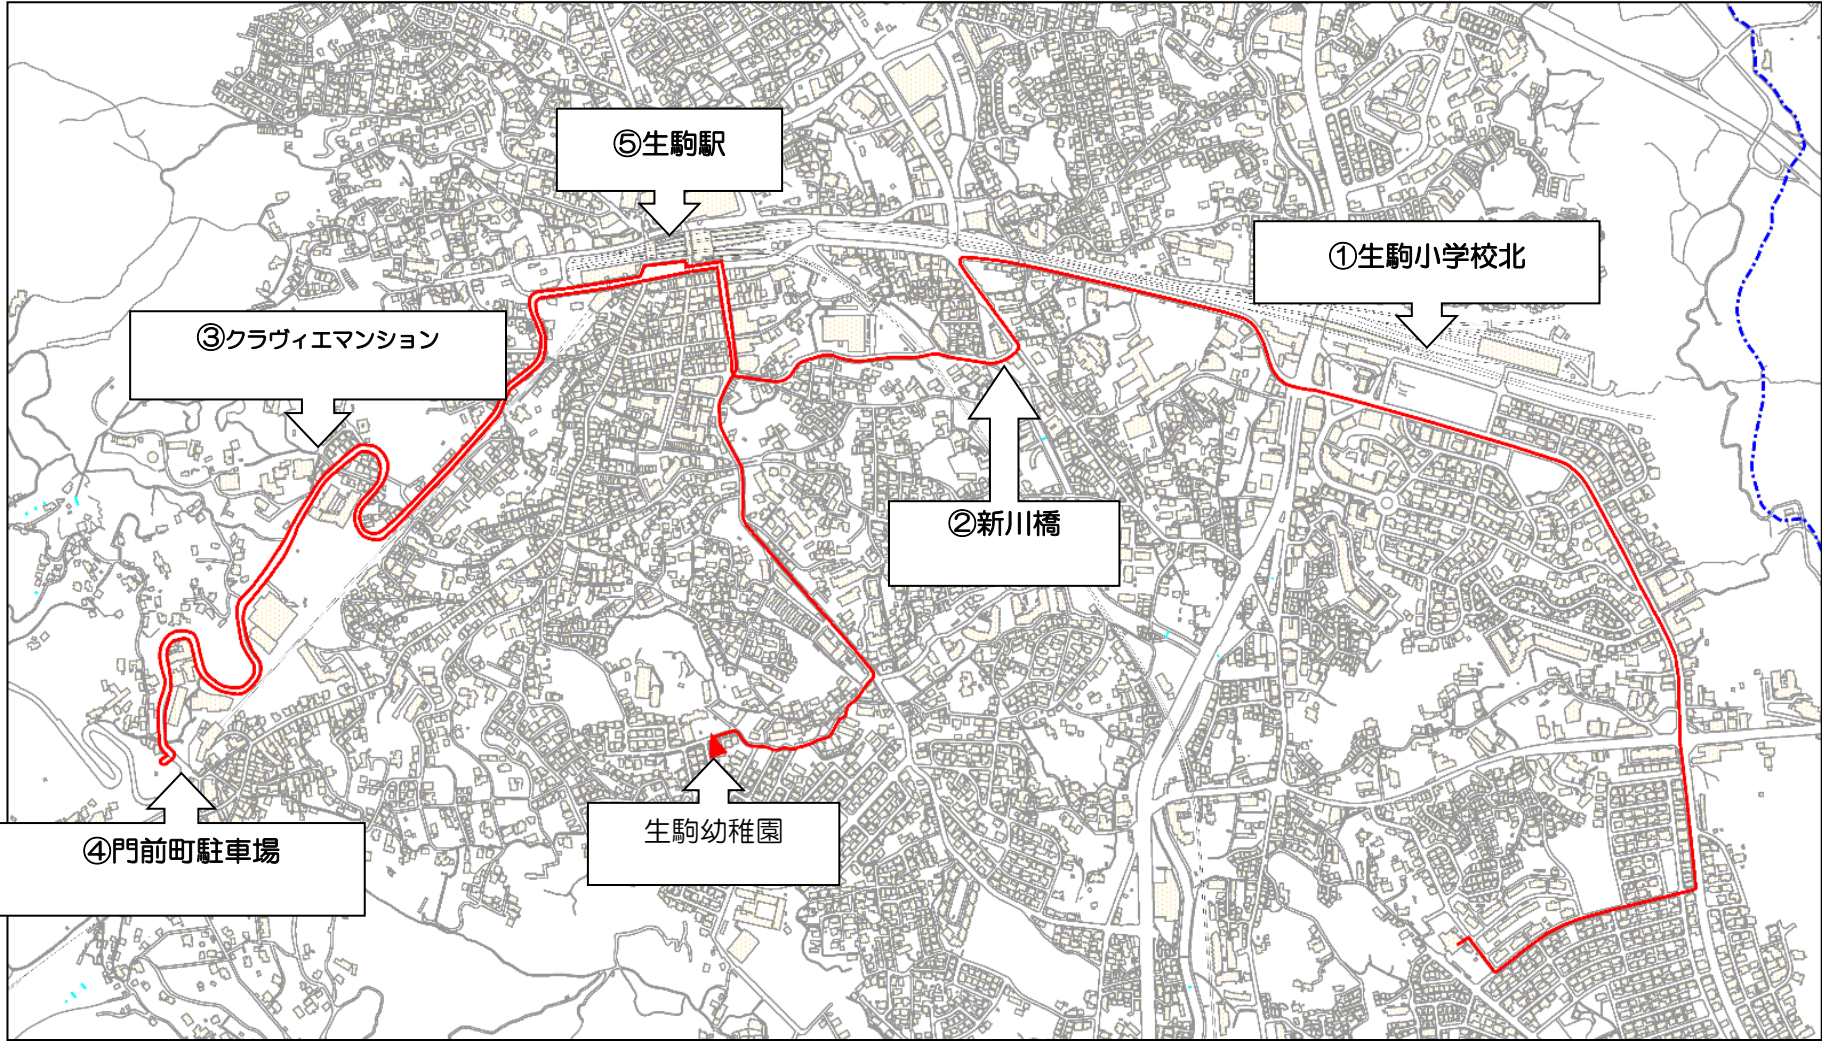 ⑤生駒駅
①生駒小学校北
③クラヴィエマンション
②新川橋
生駒幼稚園
④門前町駐車場